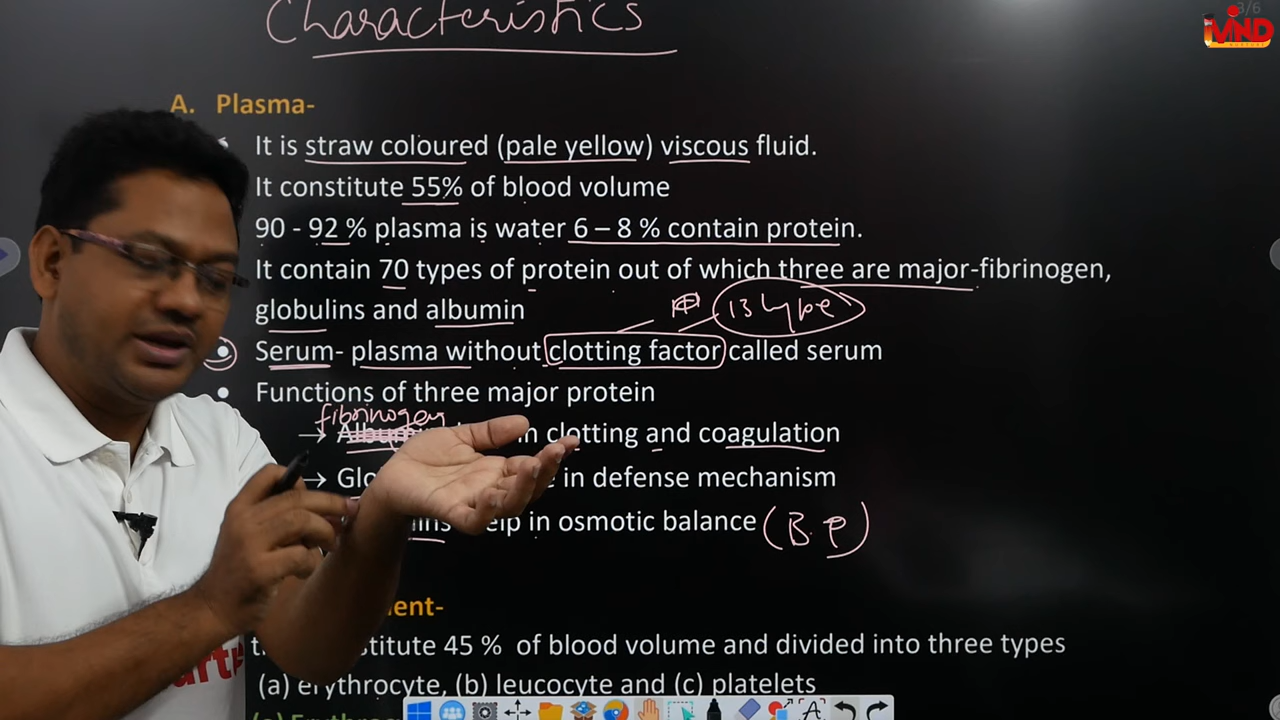 3/6
MIND
Characteristics
A. Plasma-
It is straw coloured (pale yellow) viscous fluid.
It constitute 55% of blood volume
90 - 92 % plasma is water 6 – 8 % contain protein.
It contain 70 types of protein out of which three are major-fibrinogen,
globulins and albumin
13 type
• Serum- plasma without clotting factor called serum
• Functions of three major protein
fibrinogen
→ in clotting and coagulation
→ in defense mechanism
in osmotic balance (B.P)
45 % of blood volume and divided into three types
(a) erythrocyte, (b) leucocyte and (c) platelets